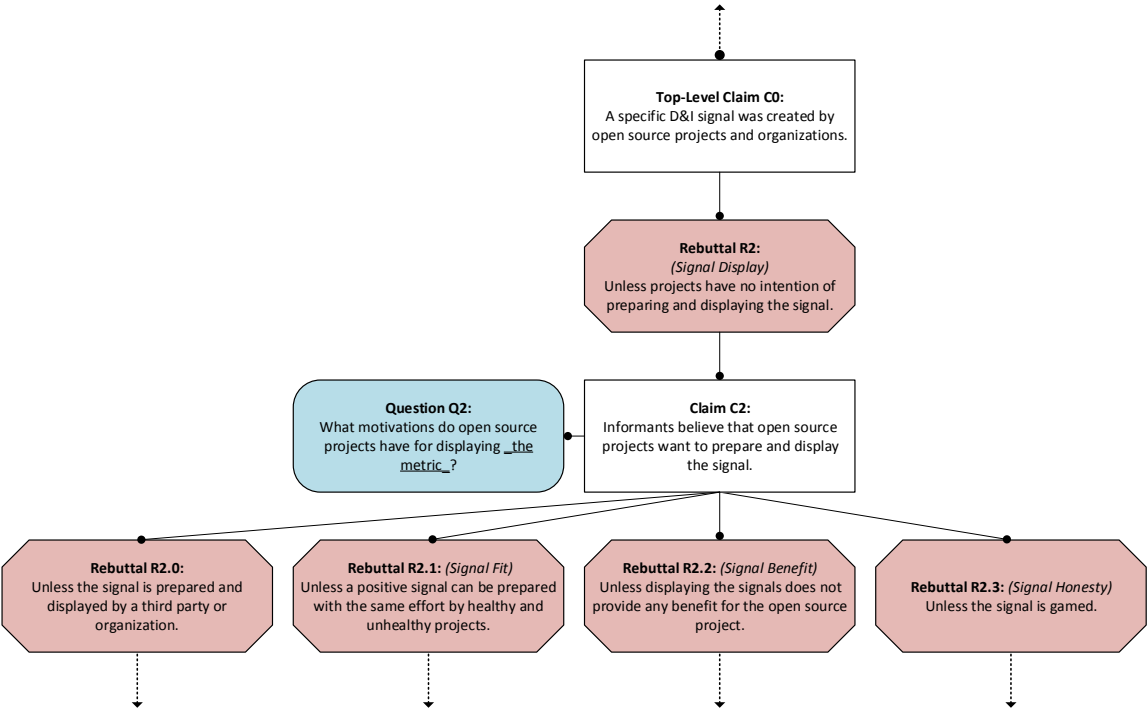 Top-Level Claim C0:
A specific D&I signal was created by
open source projects and organizations.
Rebuttal R2:
(Signal Display)
Unless projects have no intention of
preparing and displaying the signal.
Question Q2:
What motivations do open source
projects have for displaying _the
metric_?
Claim C2:
Informants believe that open source
projects want to prepare and display
the signal.
Rebuttal R2.0:
Unless the signal is prepared and
displayed by a third party or
organization.
Rebuttal R2.1: (Signal Fit)
Unless a positive signal can be prepared
with the same effort by healthy and
unhealthy projects.
Rebuttal R2.2: (Signal Benefit)
Unless displaying the signals does not
provide any benefit for the open source
project.
Rebuttal R2.3: (Signal Honesty)
Unless the signal is gamed.